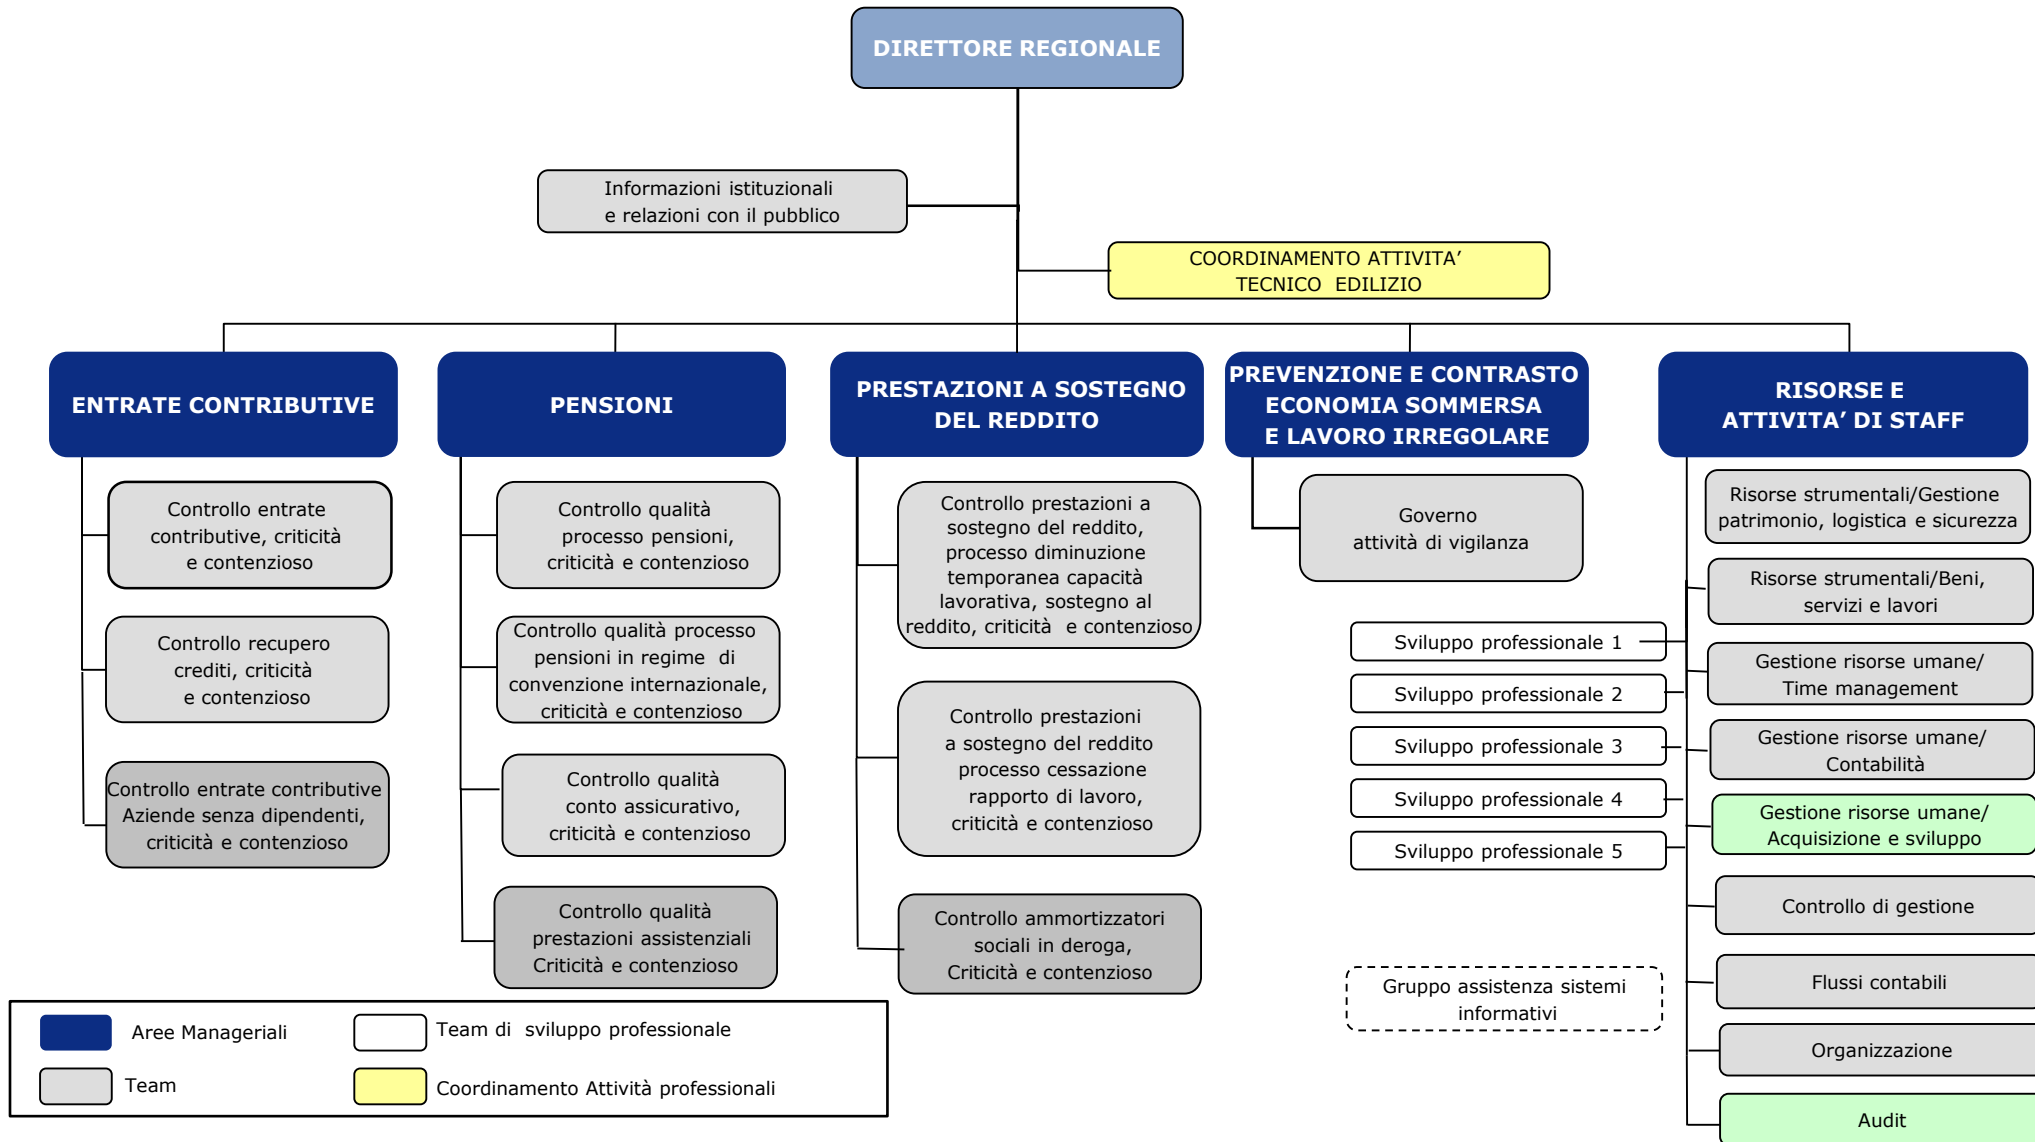 DIRETTORE REGIONALE
Informazioni istituzionali
e relazioni con il pubblico
COORDINAMENTO ATTIVITA’
TECNICO EDILIZIO
ENTRATE CONTRIBUTIVE
Controllo entrate
contributive, criticità
e contenzioso
Controllo recupero
crediti, criticità
e contenzioso
Controllo entrate contributive
Aziende senza dipendenti,
criticità e contenzioso
PENSIONI
Controllo qualità
processo pensioni,
criticità e contenzioso
Controllo qualità processo
pensioni in regime di
convenzione internazionale,
criticità e contenzioso
Controllo qualità
conto assicurativo,
criticità e contenzioso
Controllo qualità
prestazioni assistenziali
Criticità e contenzioso
PRESTAZIONI A SOSTEGNO
DEL REDDITO
Controllo prestazioni a
sostegno del reddito,
processo diminuzione
temporanea capacità
lavorativa, sostegno al
reddito, criticità e contenzioso
Controllo prestazioni
a sostegno del reddito
processo cessazione
rapporto di lavoro,
criticità e contenzioso
Controllo ammortizzatori
sociali in deroga,
Criticità e contenzioso
PREVENZIONE E CONTRASTO
ECONOMIA SOMMERSA
E LAVORO IRREGOLARE
Governo
attività di vigilanza
Sviluppo professionale 1
Sviluppo professionale 2
Sviluppo professionale 3
Sviluppo professionale 4
Sviluppo professionale 5
Gruppo assistenza sistemi
informativi
RISORSE E
ATTIVITA’ DI STAFF
Risorse strumentali/Gestione
patrimonio, logistica e sicurezza
Risorse strumentali/Beni,
servizi e lavori
Gestione risorse umane/
Time management
Gestione risorse umane/
Contabilità
Gestione risorse umane/
Acquisizione e sviluppo
Controllo di gestione
Flussi contabili
Organizzazione
Audit
Aree Manageriali
Team di sviluppo professionale
Team
Coordinamento Attività professionali